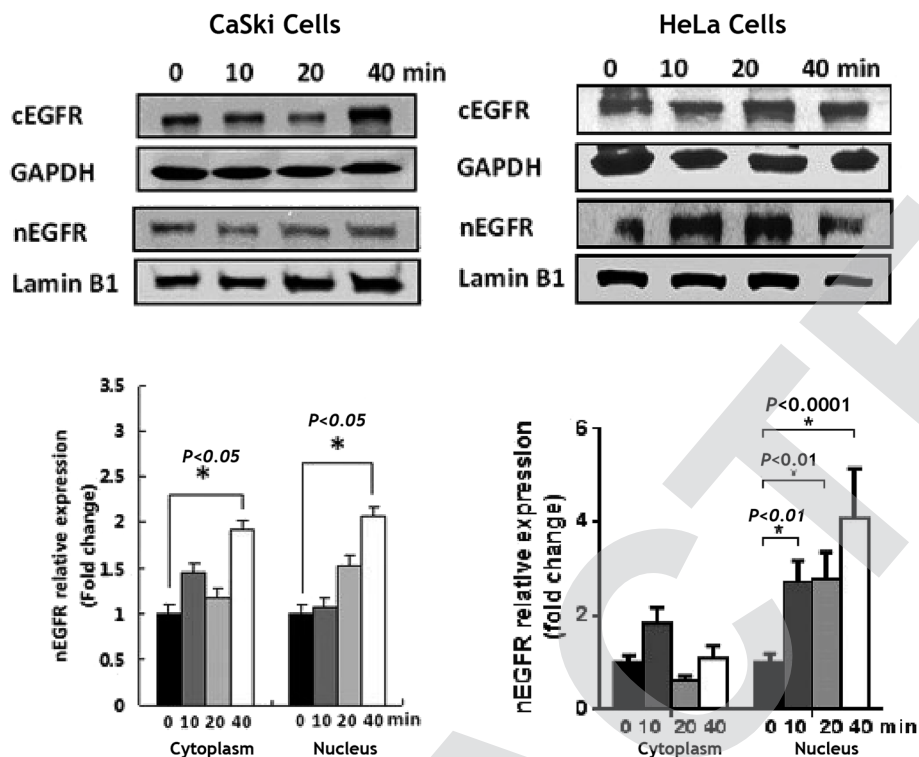 CaSki Cells
0 10 20 40 min
cEGFR
GAPDH
nEGFR
Lamin B1
HeLa Cells
0 10 20 40 min
cEGFR
GAPDH
nEGFR
Lamin B1
nEGFR relative expression
(Fold change)
3.5
3
2.5
2
1.5
1
0.5
0
P<0.05
*
P<0.05
*
0 10 20 40 0 10 20 40 min
Cytoplasm Nucleus
nEGFR relative expression
(fold change)
6
4
2
0
P<0.0001
*
P<0.01
*
P<0.01
*
0 10 20 40 0 10 20 40 min
Cytoplasm Nucleus